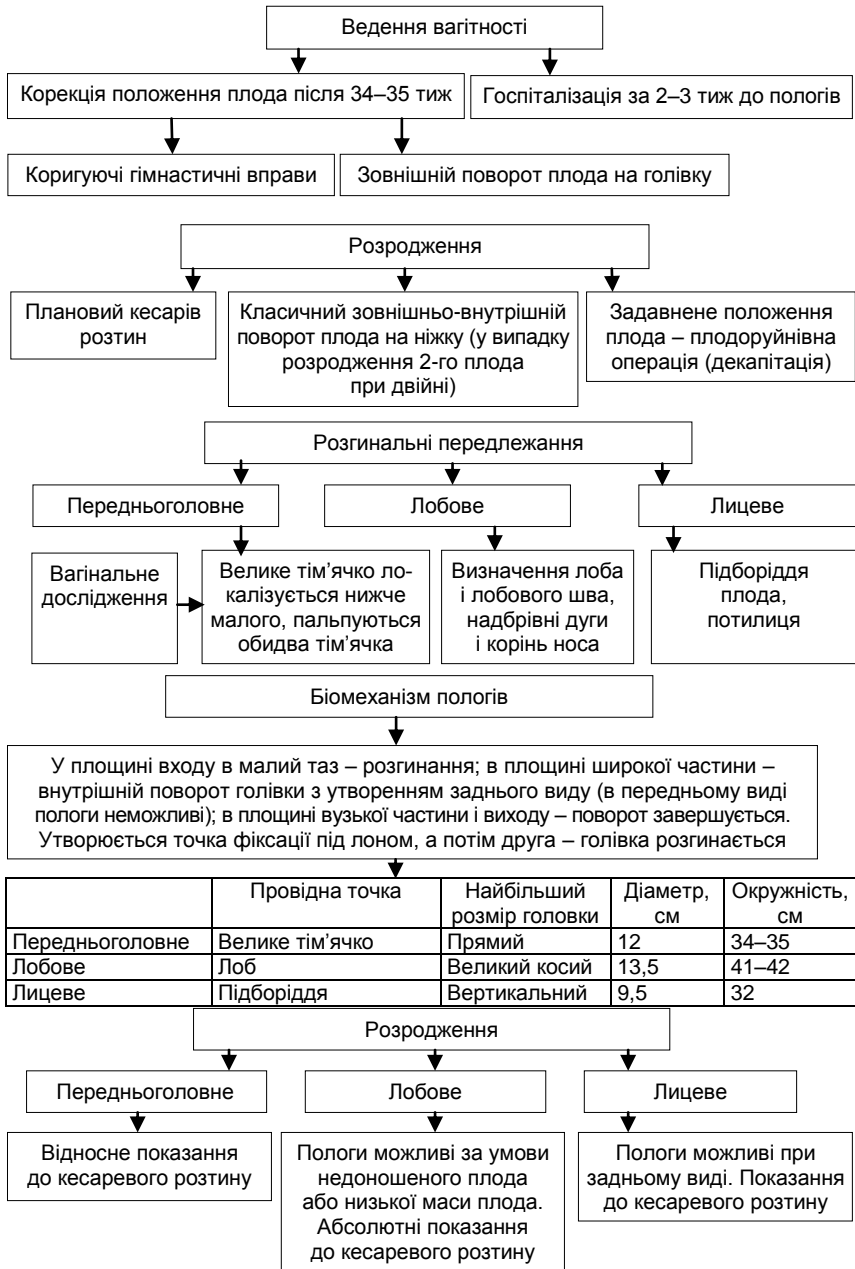 Ведення вагітності
Корекція положення плода після 34–35 тиж
Госпіталізація за 2–3 тиж до пологів
Коригуючі гімнастичні вправи
Зовнішній поворот плода на голівку
Розродження
Плановий кесарів
розтин
Класичний зовнішньо-внутрішній
поворот плода на ніжку (у випадку
розродження 2-го плода
при двійні)
Задавнене положення
плода – плодоруйнівна
операція (декапітація)
Розгинальні передлежання
Передньоголовне
Лобове
Лицеве
Вагінальне
дослідження
Велике тім’ячко ло-
калізується нижче
малого, пальпуються
обидва тім’ячка
Визначення лоба
і лобового шва,
надбрівні дуги
і корінь носа
Підборіддя
плода,
потилиця
Біомеханізм пологів
У площині входу в малий таз – розгинання; в площині широкої частини –
внутрішній поворот голівки з утворенням заднього виду (в передньому виді
пологи неможливі); в площині вузької частини і виходу – поворот завершується.
Утворюється точка фіксації під лоном, а потім друга – голівка розгинається
Провідна точка Найбільший розмір головки Діаметр, см Окружність, см
Передньоголовне Велике тім’ячко Прямий 12 34–35
Лобове Лоб Великий косий 13,5 41–42
Лицеве Підборіддя Вертикальний 9,5 32
Розродження
Передньоголовне
Лобове
Лицеве
Відносне показання
до кесаревого розтину
Пологи можливі за умови
недоношеного плода
або низької маси плода.
Абсолютні показання
до кесаревого розтину
Пологи можливі при
задньому виді. Показання
до кесаревого розтину